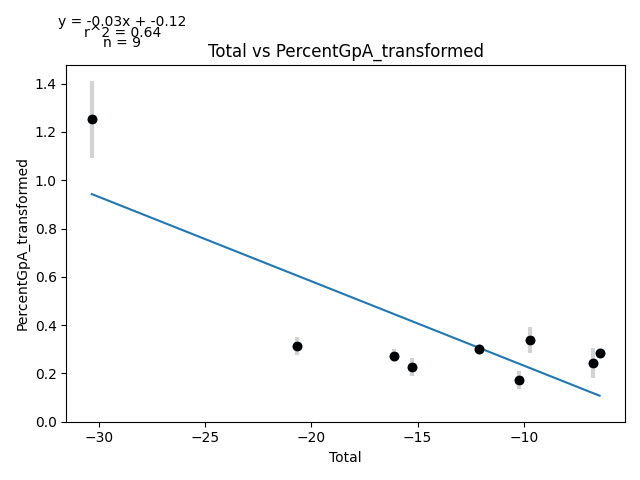 y = -0.03x + -0.12
r^2 = 0.64
n = 9
Total vs PercentGpA_transformed
PercentGpA_transformed
1.4
1.2
1.0
0.8
0.6
0.4
0.2
0.0
−30
−25
−20
−15
−10
Total